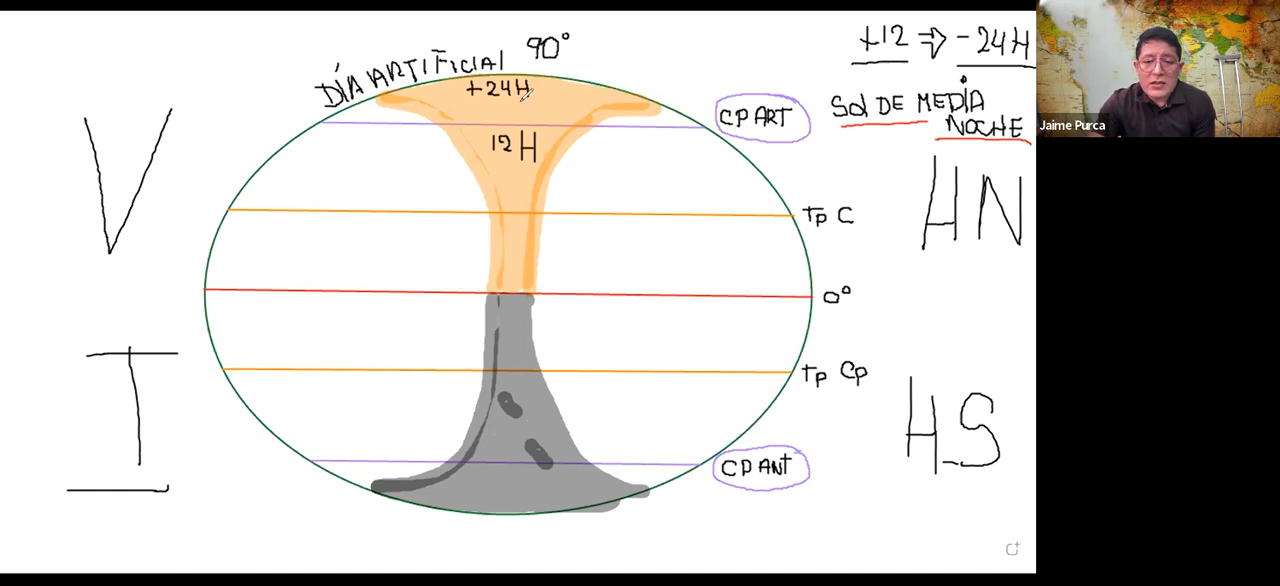 DÍA ARTIFICIAL 90°
+24H
12H
+12 ⇒ -24H
SOL DE MEDIA
NOCHE
CP ART
Tp C
0°
Tp Cp
CP ANT
V
I
HN
HS
Jaime Purca